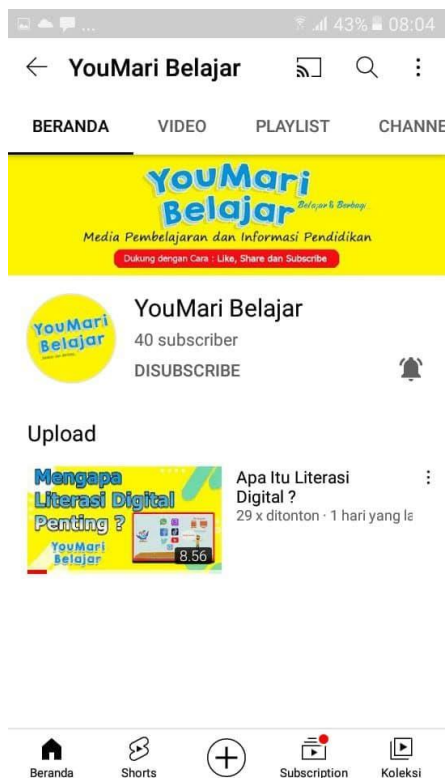 43% 08:04
YouMari Belajar
BERANDA VIDEO PLAYLIST CHANNE
YouMari
Belajar
Belajar & Berbagi
Media Pembelajaran dan Informasi Pendidikan
Dukung dengan Cara : Like, Share dan Subscribe
YouMari
Belajar
YouMari Belajar
40 subscriber
DISUBSCRIBE
Upload
Mengapa
Literasi Digital
Penting ?
YouMari
Belajar
8.56
Apa Itu Literasi
Digital ?
29 x ditonton · 1 hari yang la
Beranda Shorts Subscription Koleksi